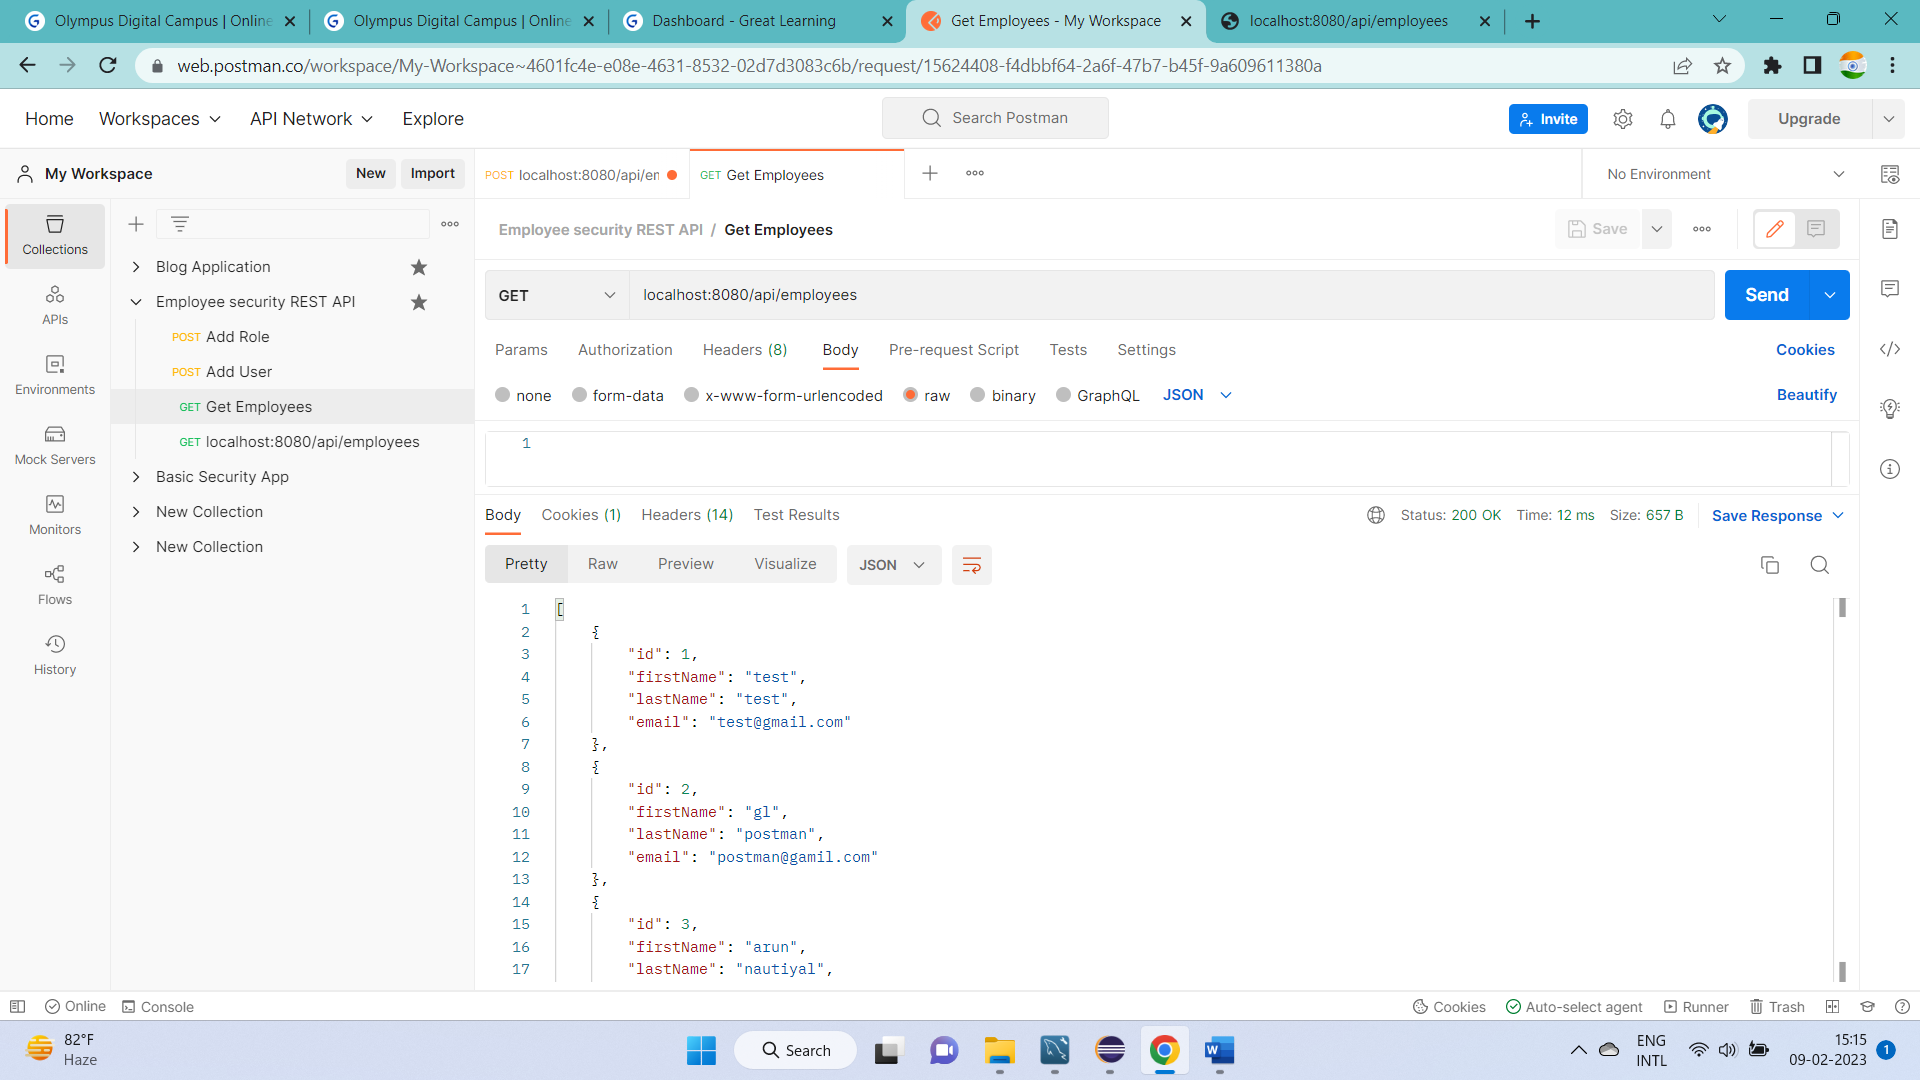 Olympus Digital Campus | Online
Olympus Digital Campus | Online
Dashboard - Great Learning
Get Employees - My Workspace
localhost:8080/api/employees
web.postman.co/workspace/My-Workspace~4601fc4e-e08e-4631-8532-02d7d3083c6b/request/15624408-f4dbbf64-2a6f-47b7-b45f-9a609611380a
Home Workspaces API Network Explore
Search Postman
Invite
Upgrade
My Workspace
New Import
POST localhost:8080/api/em
GET Get Employees
No Environment
Collections
APIs
Environments
Mock Servers
Monitors
Flows
History
Blog Application
Employee security REST API
POST Add Role
POST Add User
GET Get Employees
GET localhost:8080/api/employees
Basic Security App
New Collection
New Collection
Employee security REST API / Get Employees
Save
GET localhost:8080/api/employees
Send
Params Authorization Headers (8) Body Pre-request Script Tests Settings
Cookies
none form-data x-www-form-urlencoded raw binary GraphQL JSON
Beautify
1
Body Cookies (1) Headers (14) Test Results
Status: 200 OK Time: 12 ms Size: 657 B Save Response
Pretty Raw Preview Visualize JSON
1 [
2 {
3 "id": 1,
4 "firstName": "test",
5 "lastName": "test",
6 "email": "test@gmail.com"
7 },
8 {
9 "id": 2,
10 "firstName": "gl",
11 "lastName": "postman",
12 "email": "postman@gamil.com"
13 },
14 {
15 "id": 3,
16 "firstName": "arun",
17 "lastName": "nautiyal",
Online Console
Cookies Auto-select agent Runner Trash
82°F
Haze
Search
ENG
INTL
15:15
09-02-2023
1